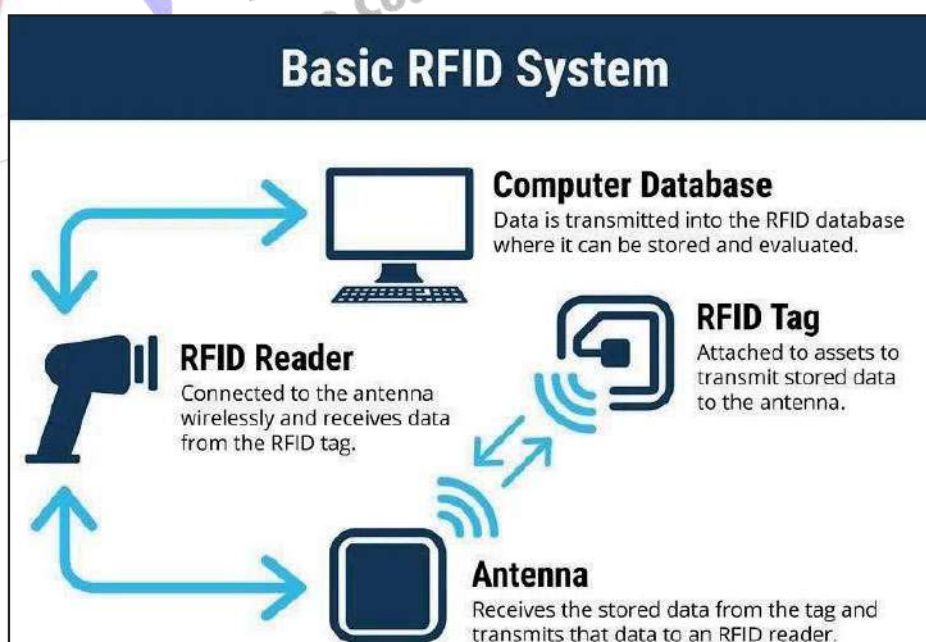 Basic RFID System
Computer Database
Data is transmitted into the RFID database
where it can be stored and evaluated.
RFID Tag
Attached to assets to
transmit stored data
to the antenna.
RFID Reader
Connected to the antenna
wirelessly and receives data
from the RFID tag.
Antenna
Receives the stored data from the tag and
transmits that data to an RFID reader.